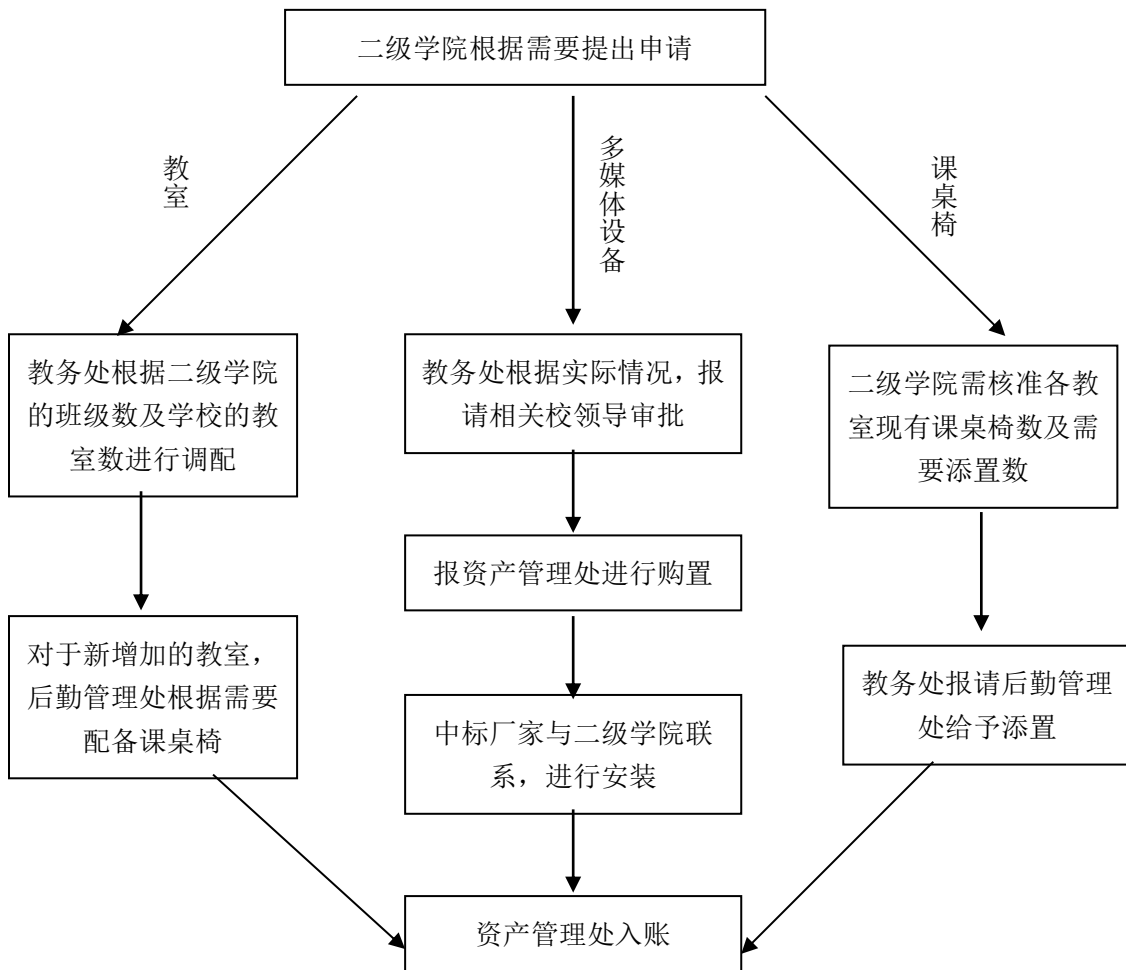 二级学院根据需要提出申请
教室
多媒体设备
课桌椅
教务处根据二级学院
的班级数及学校的教
室数进行调配
教务处根据实际情况，报
请相关校领导审批
二级学院需核准各教
室现有课桌椅数及需
要添置数
报资产管理处进行购置
对于新增加的教室，
后勤管理处根据需要
配备课桌椅
中标厂家与二级学院联
系，进行安装
教务处报请后勤管理
处给予添置
资产管理处入账